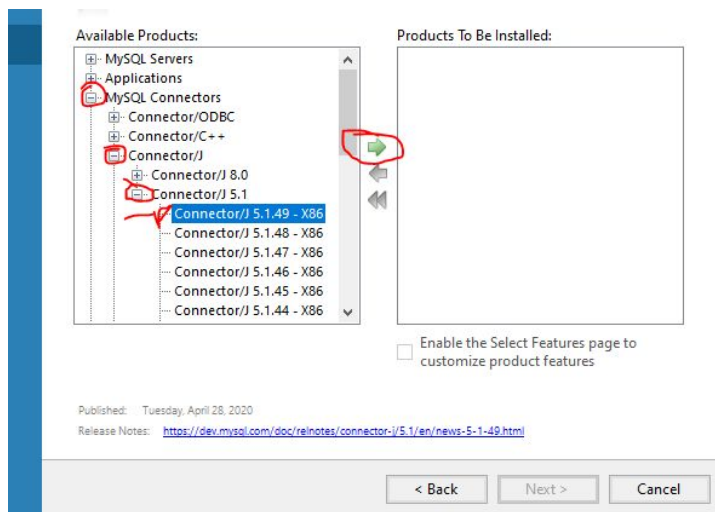 Available Products:
Products To Be Installed:
MySQL Servers
Applications
MySQL Connectors
Connector/ODBC
Connector/C++
Connector/J
Connector/J 8.0
Connector/J 5.1
Connector/J 5.1.49 - X86
Connector/J 5.1.48 - X86
Connector/J 5.1.47 - X86
Connector/J 5.1.46 - X86
Connector/J 5.1.45 - X86
Connector/J 5.1.44 - X86
Enable the Select Features page to
customize product features
Published: Tuesday, April 28, 2020
Release Notes: https://dev.mysql.com/doc/relnotes/connector-j/5.1/en/news-5-1-49.html
< Back
Next >
Cancel